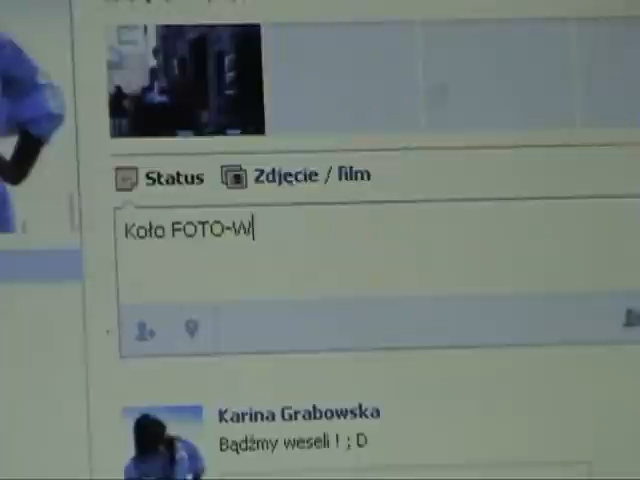 Status Zdjęcie / film
Koło FOTO-W
Karina Grabowska
Bądźmy weseli ! ; D